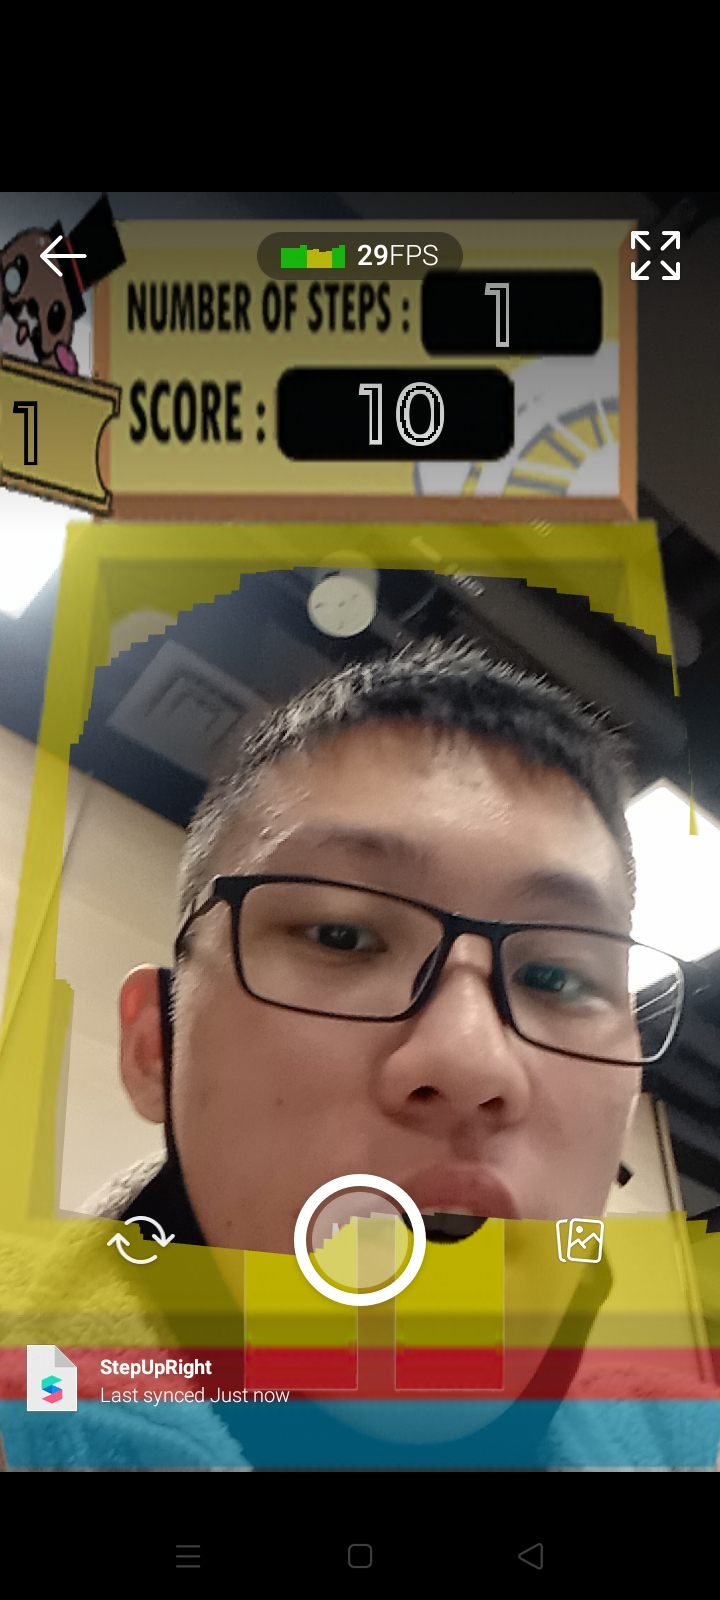 29FPS
NUMBER OF STEPS : 1
SCORE : 10
1
StepUpRight
Last synced Just now